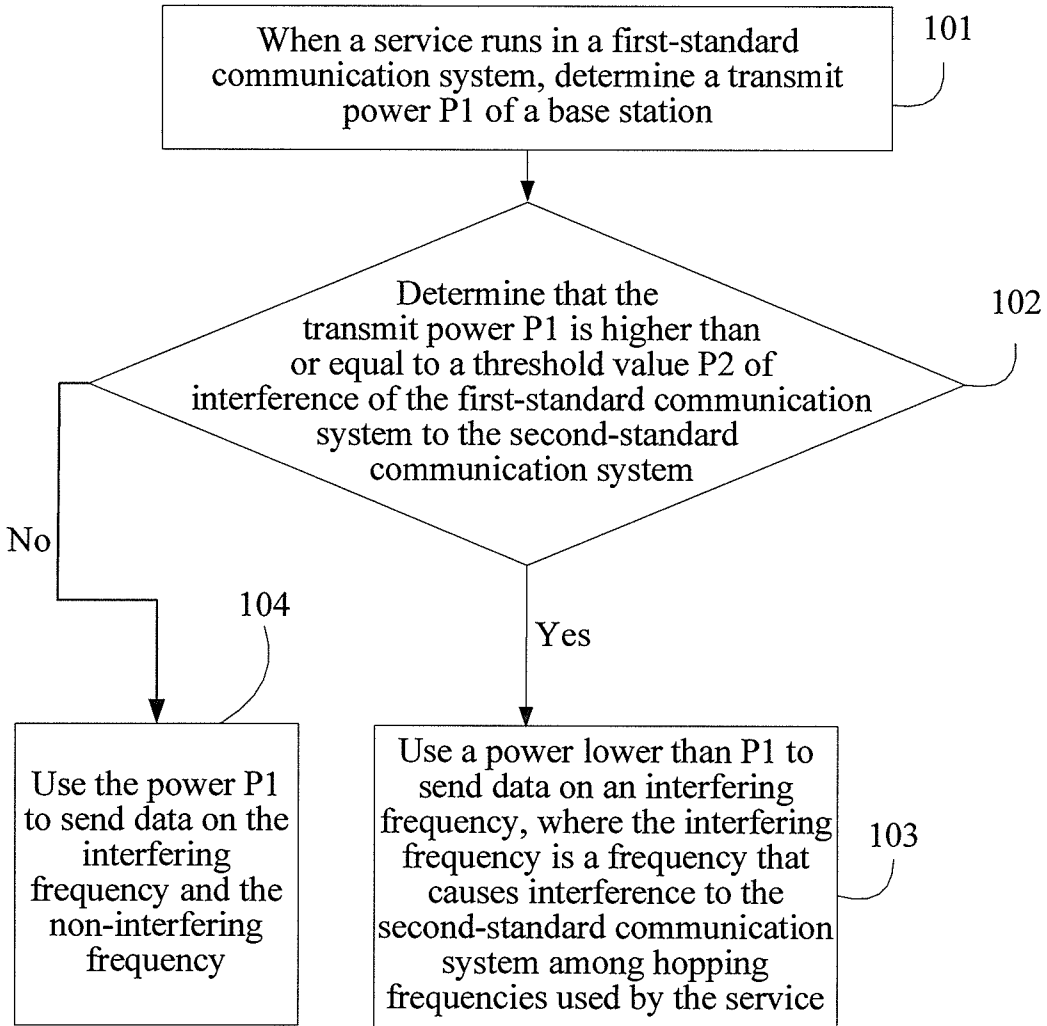 When a service runs in a first-standard
communication system, determine a transmit
power P1 of a base station
101
Determine that the
transmit power P1 is higher than
or equal to a threshold value P2 of
interference of the first-standard communication
system to the second-standard
communication system
102
No
Yes
104
Use the power P1
to send data on the
interfering
frequency and the
non-interfering
frequency
Use a power lower than P1 to
send data on an interfering
frequency, where the interfering
frequency is a frequency that
causes interference to the
second-standard communication
system among hopping
frequencies used by the service
103